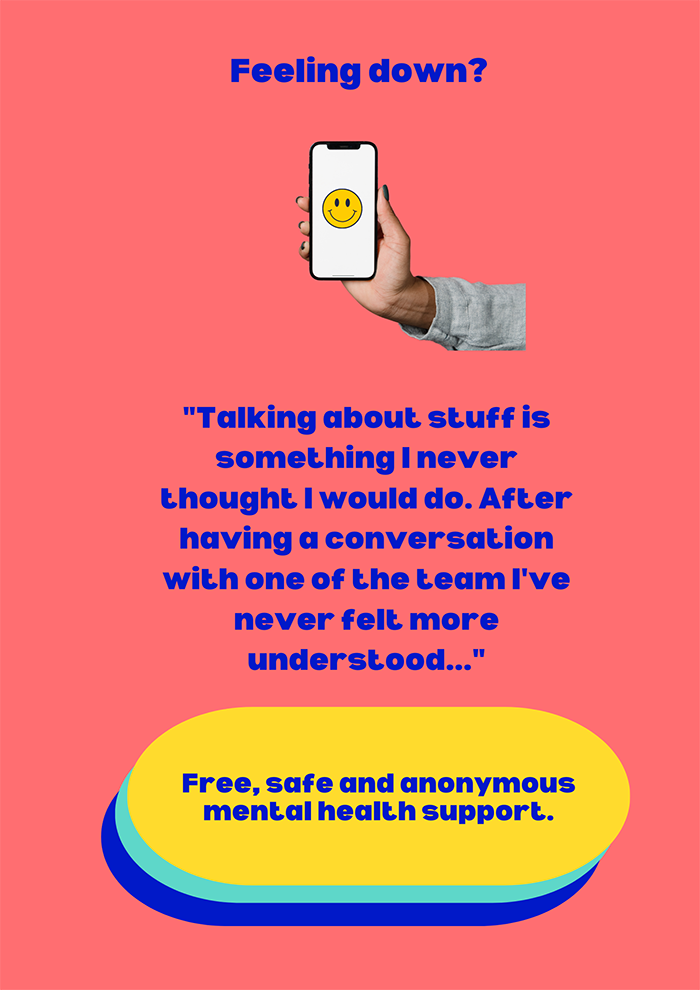 Feeling down?
"Talking about stuff is
something I never
thought I would do. After
having a conversation
with one of the team I've
never felt more
understood..."
Free, safe and anonymous
mental health support.